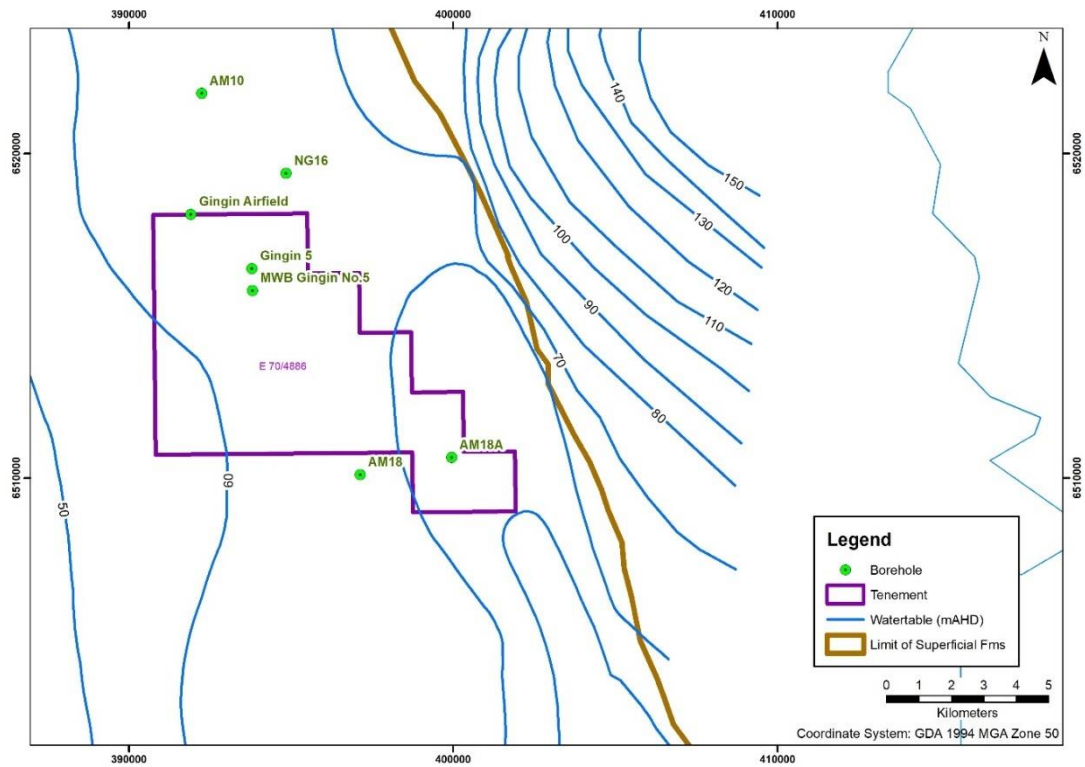 390000
400000
410000
N
AM10
140
6520000
6520000
NG16
150
130
Gingin Airfield
100
Gingin 5
MWB Gingin No.5
120
90
110
E 70/4886
70
80
AM18A
AM18
6510000
6510000
60
50
Legend
Borehole
Tenement
Watertable (mAHD)
Limit of Superficial Fms
0 1 2 3 4 5
Kilometers
Coordinate System: GDA 1994 MGA Zone 50
390000
400000
410000